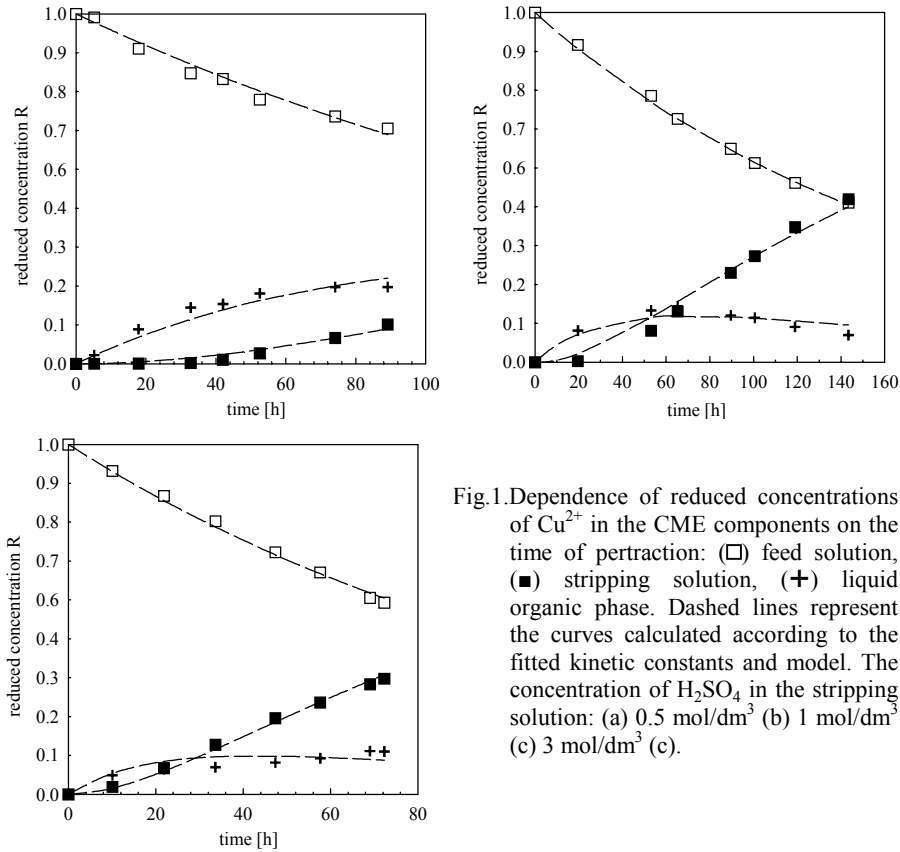 reduced concentration R
1.0
0.9
0.8
0.7
0.6
0.5
0.4
0.3
0.2
0.1
0.0
0 20 40 60 80 100
time [h]
reduced concentration R
1.0
0.9
0.8
0.7
0.6
0.5
0.4
0.3
0.2
0.1
0.0
0 20 40 60 80 100 120 140 160
time [h]
reduced concentration R
1.0
0.9
0.8
0.7
0.6
0.5
0.4
0.3
0.2
0.1
0.0
0 20 40 60 80
time [h]
Fig.1.Dependence of reduced concentrations
of Cu²⁺ in the CME components on the
time of pertraction: (□) feed solution,
(■) stripping solution, (+) liquid
organic phase. Dashed lines represent
the curves calculated according to the
fitted kinetic constants and model. The
concentration of H₂SO₄ in the stripping
solution: (a) 0.5 mol/dm³ (b) 1 mol/dm³
(c) 3 mol/dm³ (c).